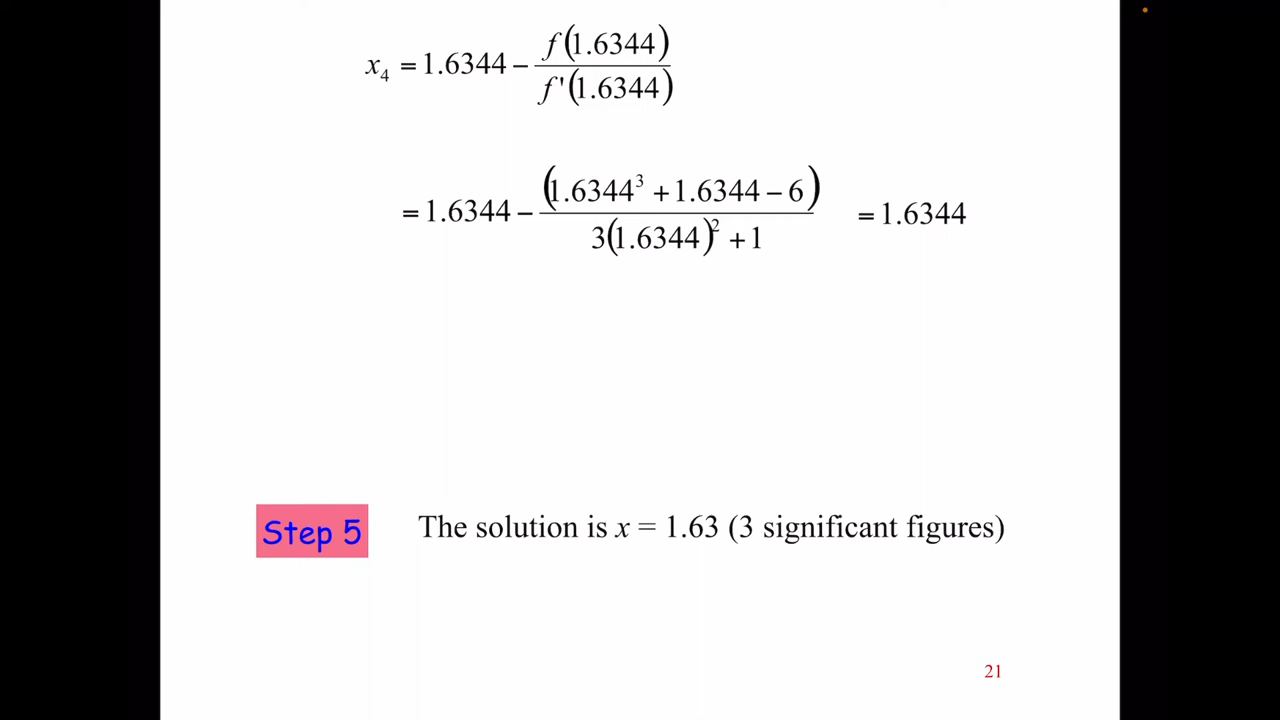 x₄ = 1.6344 − f(1.6344) / f'(1.6344)
= 1.6344 − (1.6344³ + 1.6344 − 6) / 3(1.6344)² + 1 = 1.6344
Step 5 The solution is x = 1.63 (3 significant figures)
21